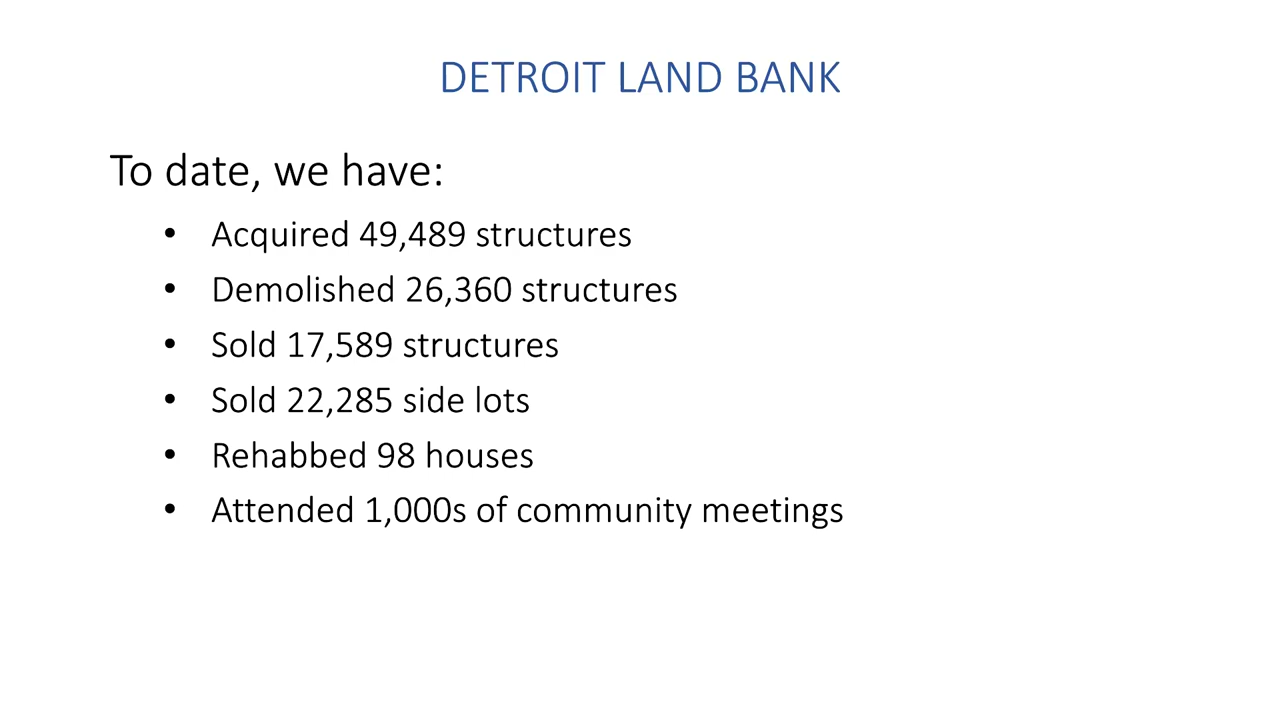 DETROIT LAND BANK
To date, we have:
• Acquired 49,489 structures
• Demolished 26,360 structures
• Sold 17,589 structures
• Sold 22,285 side lots
• Rehabbed 98 houses
• Attended 1,000s of community meetings